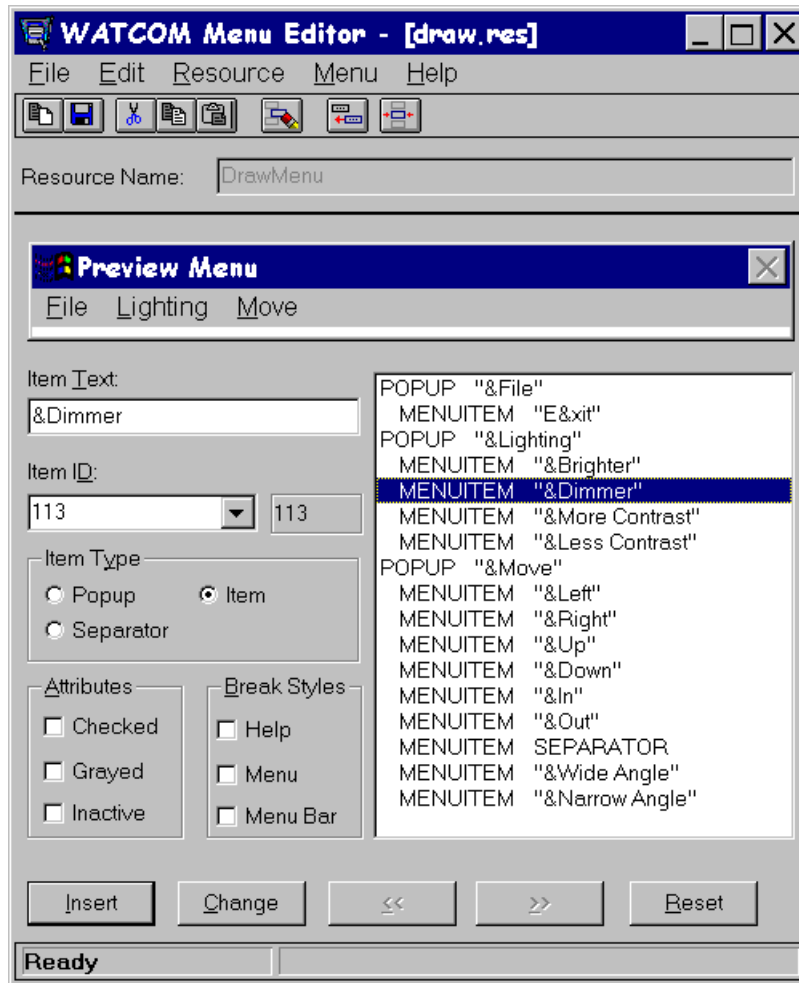 WATCOM Menu Editor - [draw.res]
File Edit Resource Menu Help
Resource Name: DrawMenu
Preview Menu
File Lighting Move
Item Text:
&Dimmer
Item ID:
113 113
Item Type
Popup Item
Separator
Attributes
Checked
Grayed
Inactive
Break Styles
Help
Menu
Menu Bar
POPUP "&File"
MENUITEM "E&xit"
POPUP "&Lighting"
MENUITEM "&Brighter"
MENUITEM "&Dimmer"
MENUITEM "&More Contrast"
MENUITEM "&Less Contrast"
POPUP "&Move"
MENUITEM "&Left"
MENUITEM "&Right"
MENUITEM "&Up"
MENUITEM "&Down"
MENUITEM "&In"
MENUITEM "&Out"
MENUITEM SEPARATOR
MENUITEM "&Wide Angle"
MENUITEM "&Narrow Angle"
Insert Change << >> Reset
Ready